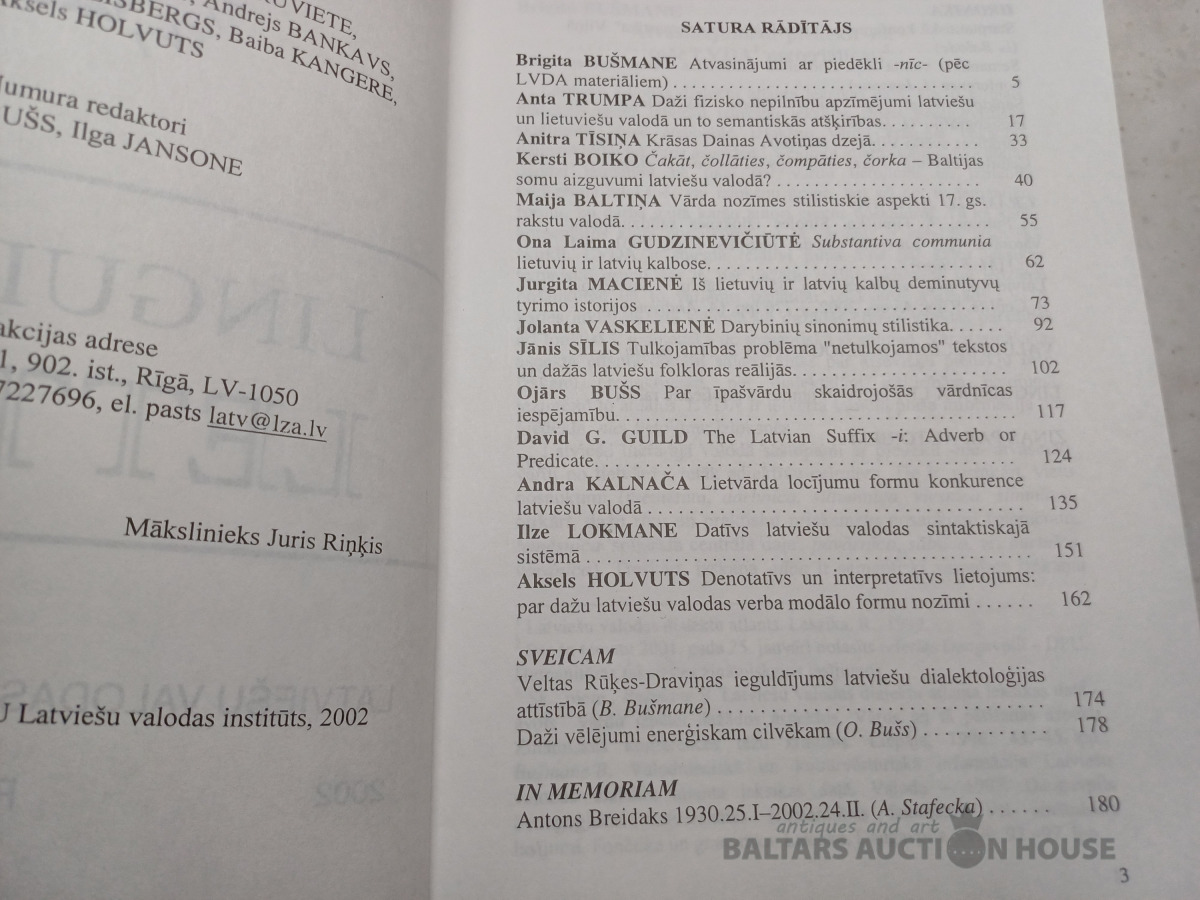 UVIETE,
Andrejs BANKAVS,
ISBERGS, Baiba KANGERE,
Aksels HOLVUTS
Numura redaktori
BUŠS, Ilga JANSONE
akcijas adrese
1, 902. ist., Rīgā, LV-1050
7227696, el. pasts latv@lza.lv
Mākslinieks Juris Riņķis
U Latviešu valodas institūts, 2002
SATURA RĀDĪTĀJS
Brigita BUŠMANE Atvasinājumi ar piedēkli -nīc- (pēc
LVDA materiāliem) . . . . . . . . . . . . . . . . . . . . . . . . . . . . . . 5
Anta TRUMPA Daži fizisko nepilnību apzīmējumi latviešu
un lietuviešu valodā un to semantiskās atšķirības. . . . . . . . . . 17
Anitra TĪSIŅA Krāsas Dainas Avotiņas dzejā. . . . . . . . . . . . 33
Kersti BOIKO Čakāt, čollāties, čompāties, čorka – Baltijas
somu aizguvumi latviešu valodā? . . . . . . . . . . . . . . . . . . . . 40
Maija BALTIŅA Vārda nozīmes stilistiskie aspekti 17. gs.
rakstu valodā. . . . . . . . . . . . . . . . . . . . . . . . . . . . . . . . . . . 55
Ona Laima GUDZINEVIČIŪTĖ Substantiva communia
lietuvių ir latvių kalbose. . . . . . . . . . . . . . . . . . . . . . . . . . . 62
Jurgita MACIENĖ Iš lietuvių ir latvių kalbų deminutyvų
tyrimo istorijos . . . . . . . . . . . . . . . . . . . . . . . . . . . . . . . . . 73
Jolanta VASKELIENĖ Darybinių sinonimų stilistika. . . . . . 92
Jānis SĪLIS Tulkojamības problēma "netulkojamos" tekstos
un dažās latviešu folkloras reālijās. . . . . . . . . . . . . . . . . . . . 102
Ojārs BUŠS Par īpašvārdu skaidrojošās vārdnīcas
iespējamību. . . . . . . . . . . . . . . . . . . . . . . . . . . . . . . . . . . . . 117
David G. GUILD The Latvian Suffix -i: Adverb or
Predicate. . . . . . . . . . . . . . . . . . . . . . . . . . . . . . . . . . . . . . . 124
Andra KALNAČA Lietvārda locījumu formu konkurence
latviešu valodā . . . . . . . . . . . . . . . . . . . . . . . . . . . . . . . . . . 135
Ilze LOKMANE Datīvs latviešu valodas sintaktiskajā
sistēmā . . . . . . . . . . . . . . . . . . . . . . . . . . . . . . . . . . . . . . . . 151
Aksels HOLVUTS Denotatīvs un interpretatīvs lietojums:
par dažu latviešu valodas verba modālo formu nozīmi . . . . . . 162
SVEICAM
Veltas Rūķes-Draviņas ieguldījums latviešu dialektoloģijas
attīstībā (B. Bušmane) . . . . . . . . . . . . . . . . . . . . . . . . . . . . . 174
Daži vēlējumi enerģiskam cilvēkam (O. Bušs) . . . . . . . . . . . . 178
IN MEMORIAM
Antons Breidaks 1930.25.I–2002.24.II. (A. Stafecka) . . . . . . 180
antiques and art
BALTARS AUCTION HOUSE
3